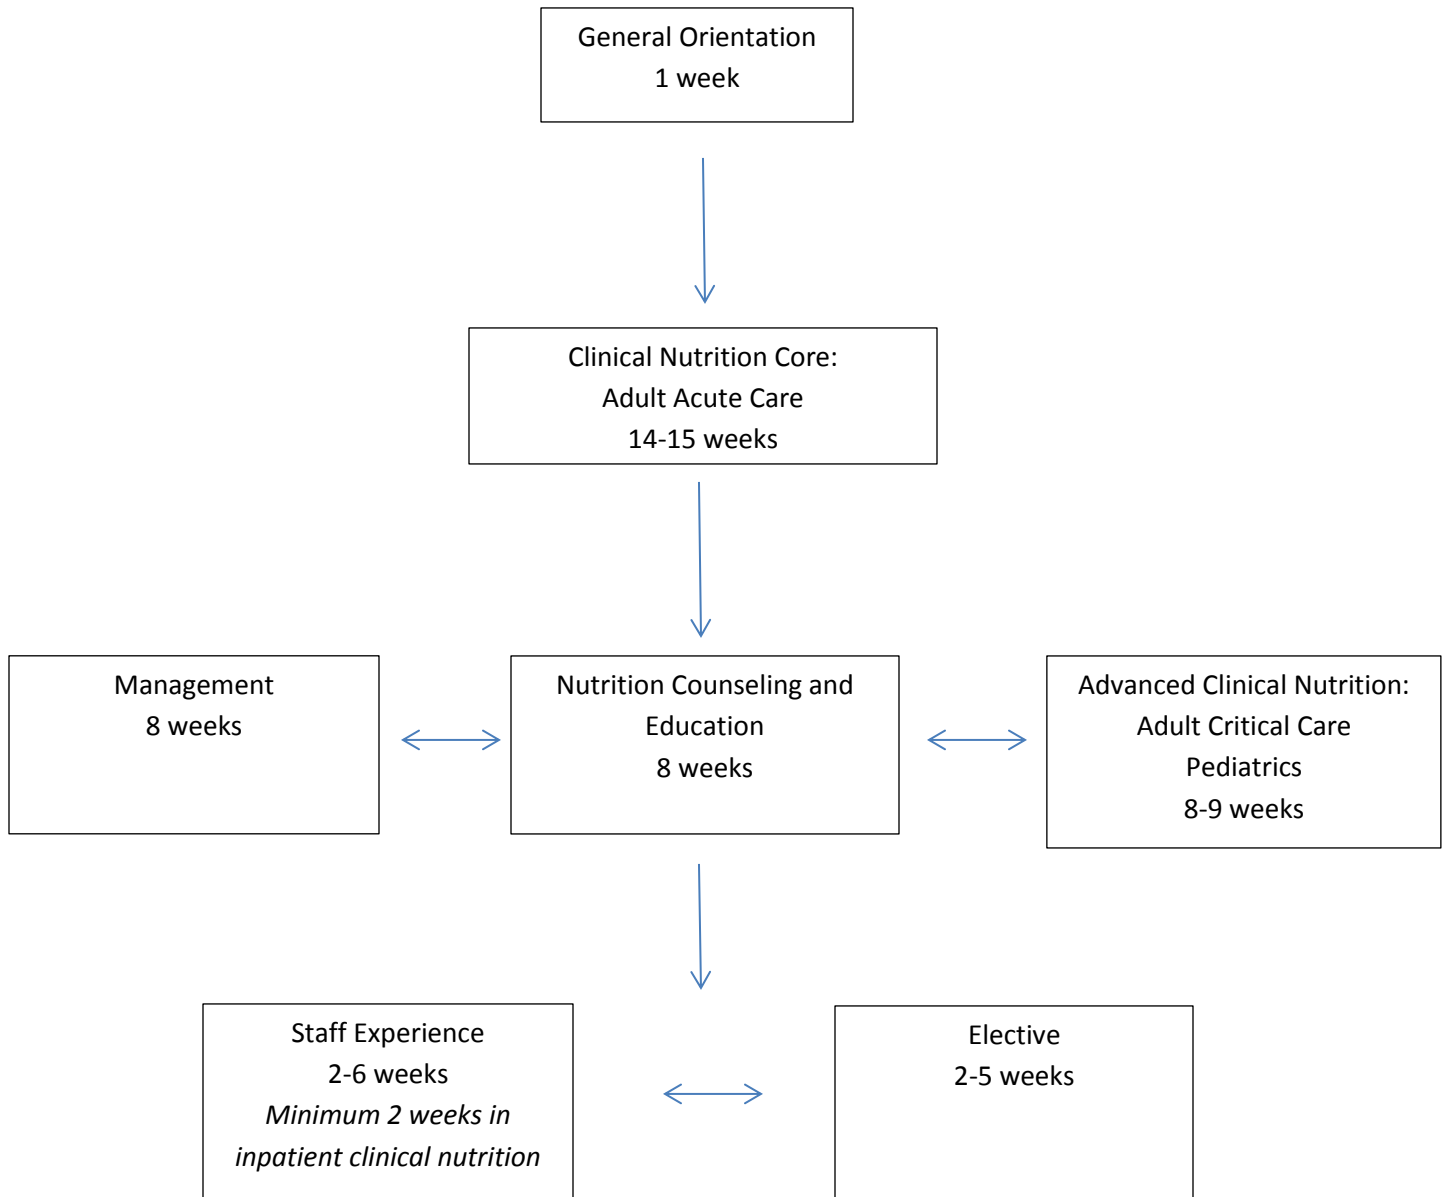 General Orientation
1 week
Clinical Nutrition Core:
Adult Acute Care
14-15 weeks
Management
8 weeks
Nutrition Counseling and
Education
8 weeks
Advanced Clinical Nutrition:
Adult Critical Care
Pediatrics
8-9 weeks
Staff Experience
2-6 weeks
Minimum 2 weeks in
inpatient clinical nutrition
Elective
2-5 weeks